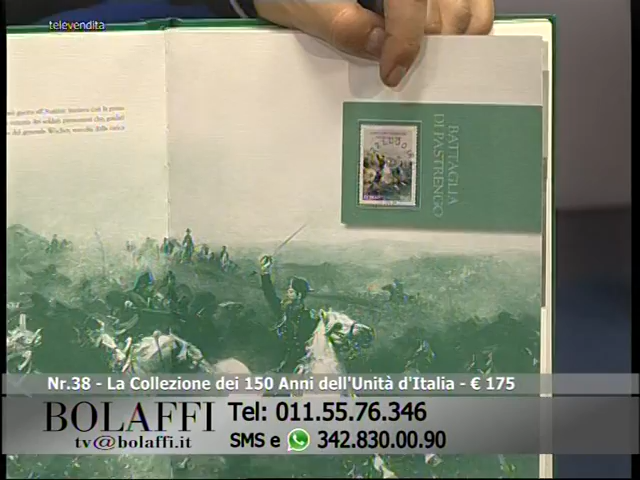 televendita
BATTAGLIA
DI PASTRENGO
Nr.38 - La Collezione dei 150 Anni dell'Unità d'Italia - € 175
BOLAFFI
Tel: 011.55.76.346
tv@bolaffi.it
SMS e 342.830.00.90